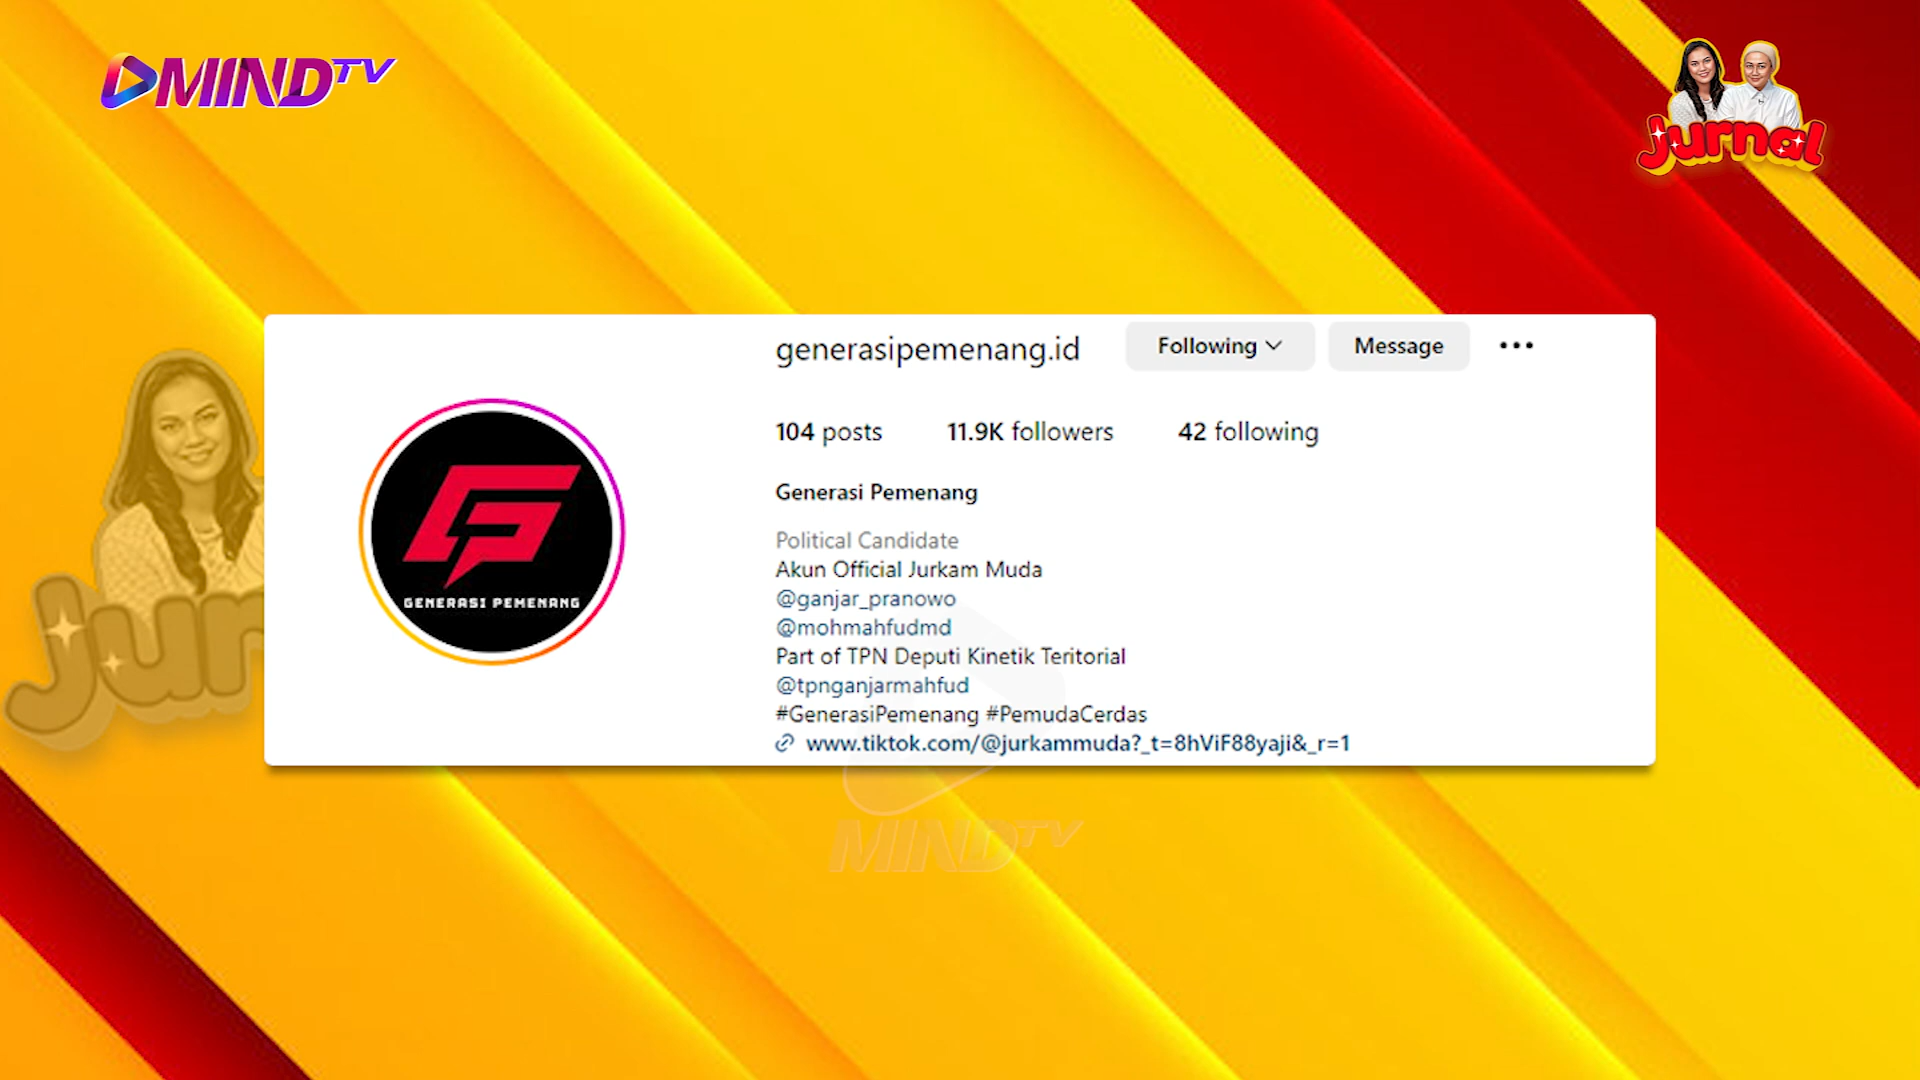 MINDTV
Jurnal
generasipemenang.id
Following
Message
104 posts
11.9K followers
42 following
Generasi Pemenang
Political Candidate
Akun Official Jurkam Muda
@ganjar_pranowo
@mohmahfudmd
Part of TPN Deputi Kinetik Teritorial
@tpnganjarmahfud
#GenerasiPemenang #PemudaCerdas
www.tiktok.com/@jurkammuda?_t=8hViF88yaji&_r=1
GENERASI PEMENANG
Jur
MINDTV